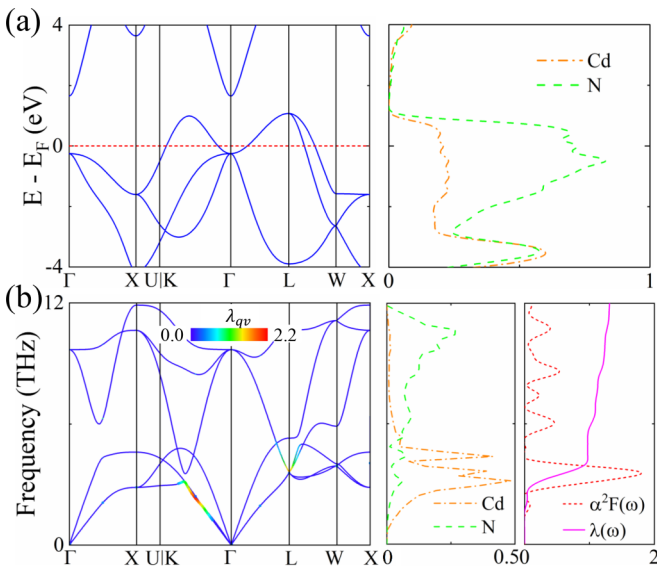 (a)
E - E_F (eV)
4
0
-4
Γ X U|K Γ L W X
Cd
N
0 1
(b)
Frequency (THz)
12
6
0
λ_qν
0.0 2.2
Γ X U|K Γ L W X
Cd
N
0 0.50
α²F(ω)
λ(ω)
2